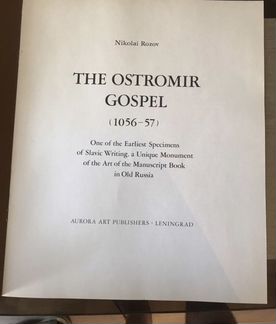 Nikolai Rozov
THE OSTROMIR
GOSPEL
(1056–57)
One of the Earliest Specimens
of Slavic Writing, a Unique Monument
of the Art of the Manuscript Book
in Old Russia
AURORA ART PUBLISHERS · LENINGRAD